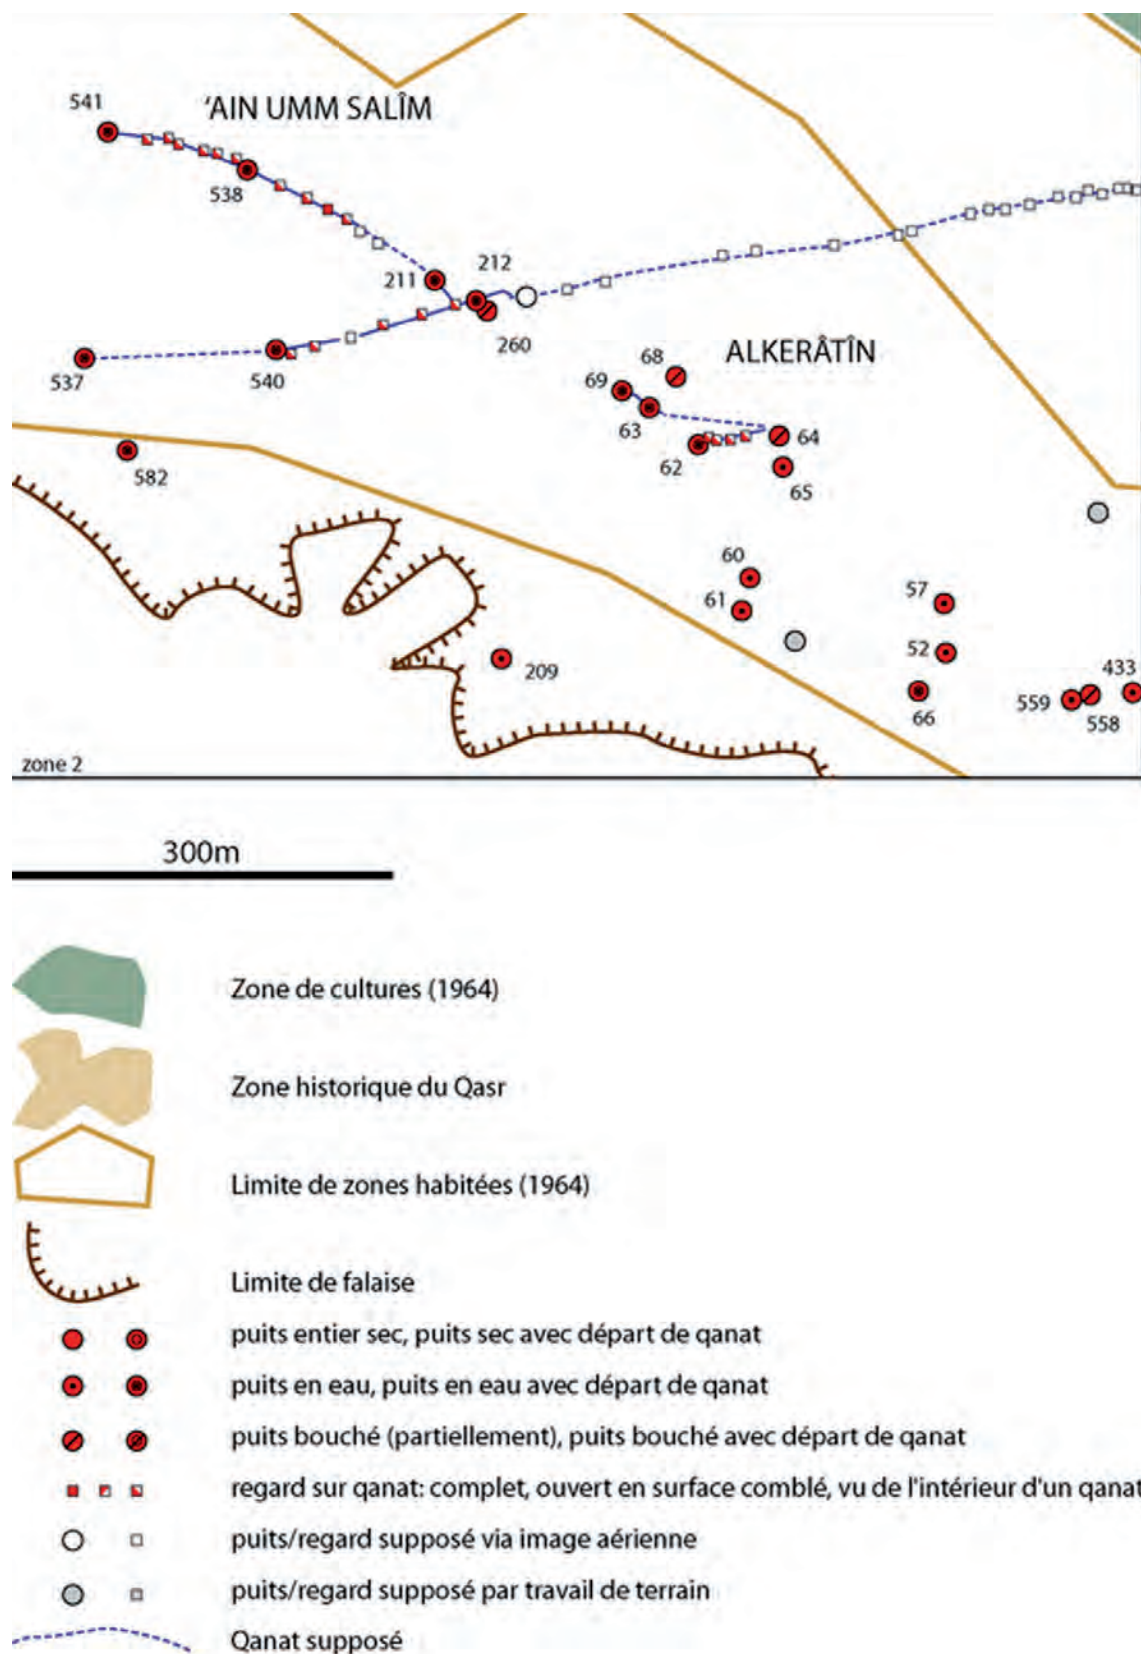 541
'AIN UMM SALÎM
538
211
212
260
537
540
68
ALKERÂTÎN
69
63
64
62
65
582
60
57
61
52
209
433
559
66
558
zone 2
300m
Zone de cultures (1964)
Zone historique du Qasr
Limite de zones habitées (1964)
Limite de falaise
puits entier sec, puits sec avec départ de qanat
puits en eau, puits en eau avec départ de qanat
puits bouché (partiellement), puits bouché avec départ de qanat
regard sur qanat: complet, ouvert en surface comblé, vu de l'intérieur d'un qanat
puits/regard supposé via image aérienne
puits/regard supposé par travail de terrain
Qanat supposé